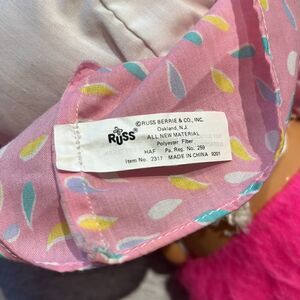 ©RUSS BERRIE & CO., INC.
Oakland, N.J.
RUSS
ALL NEW MATERIAL
Polyester Fiber
HAF Pa. Reg. No. 259
Item No. 2317 MADE IN CHINA 9201